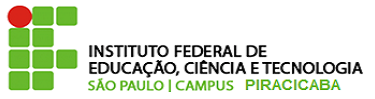 INSTITUTO FEDERAL DE
EDUCAÇÃO, CIÊNCIA E TECNOLOGIA
SÃO PAULO | CAMPUS PIRACICABA